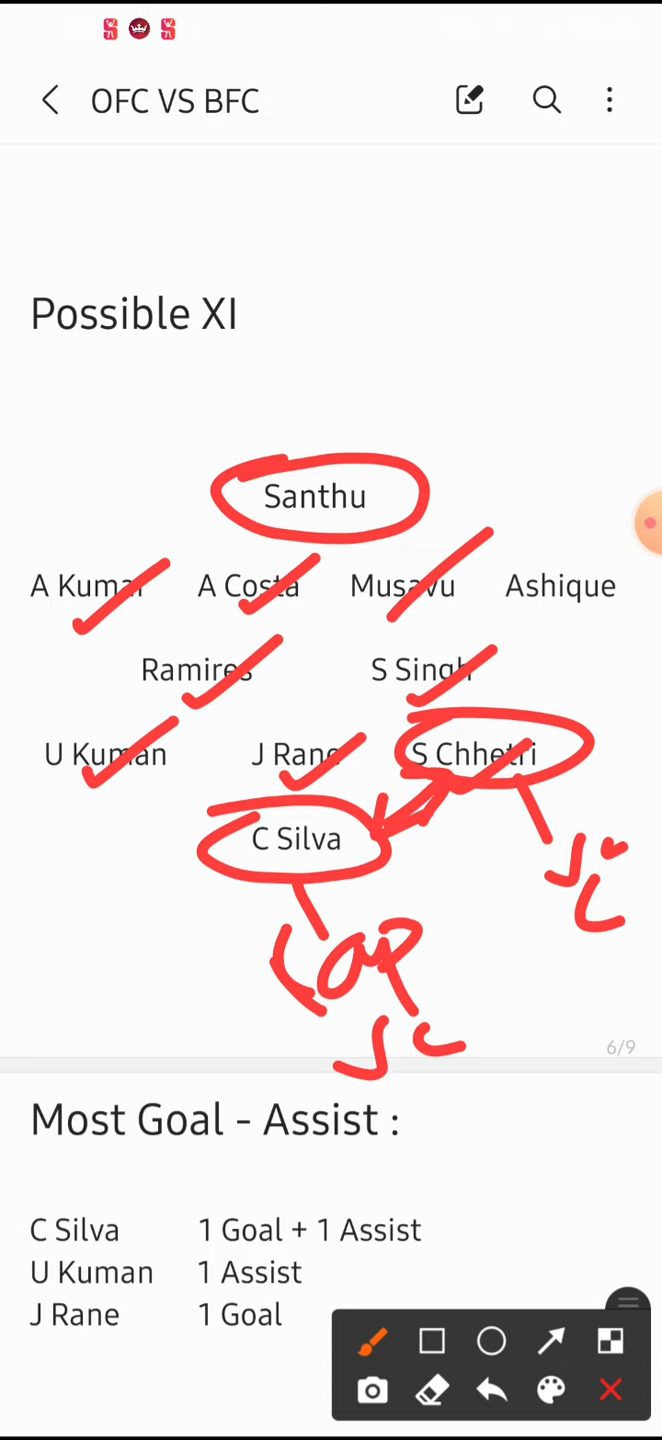 OFC VS BFC
Possible XI
Santhu
A Kumar A Costa Musavu Ashique
Ramires S Singh
U Kuman J Rane S Chhetri
C Silva
Cap
VC
VC
6/9
Most Goal - Assist :
C Silva 1 Goal + 1 Assist
U Kuman 1 Assist
J Rane 1 Goal